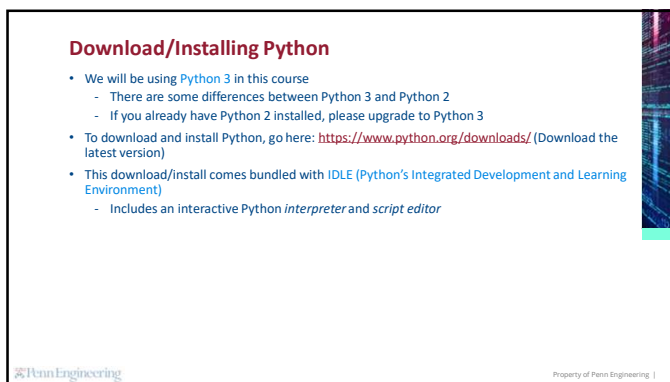 Download/Installing Python
• We will be using Python 3 in this course
- There are some differences between Python 3 and Python 2
- If you already have Python 2 installed, please upgrade to Python 3
• To download and install Python, go here: https://www.python.org/downloads/ (Download the
latest version)
• This download/install comes bundled with IDLE (Python’s Integrated Development and Learning
Environment)
- Includes an interactive Python interpreter and script editor
Penn Engineering
Property of Penn Engineering |